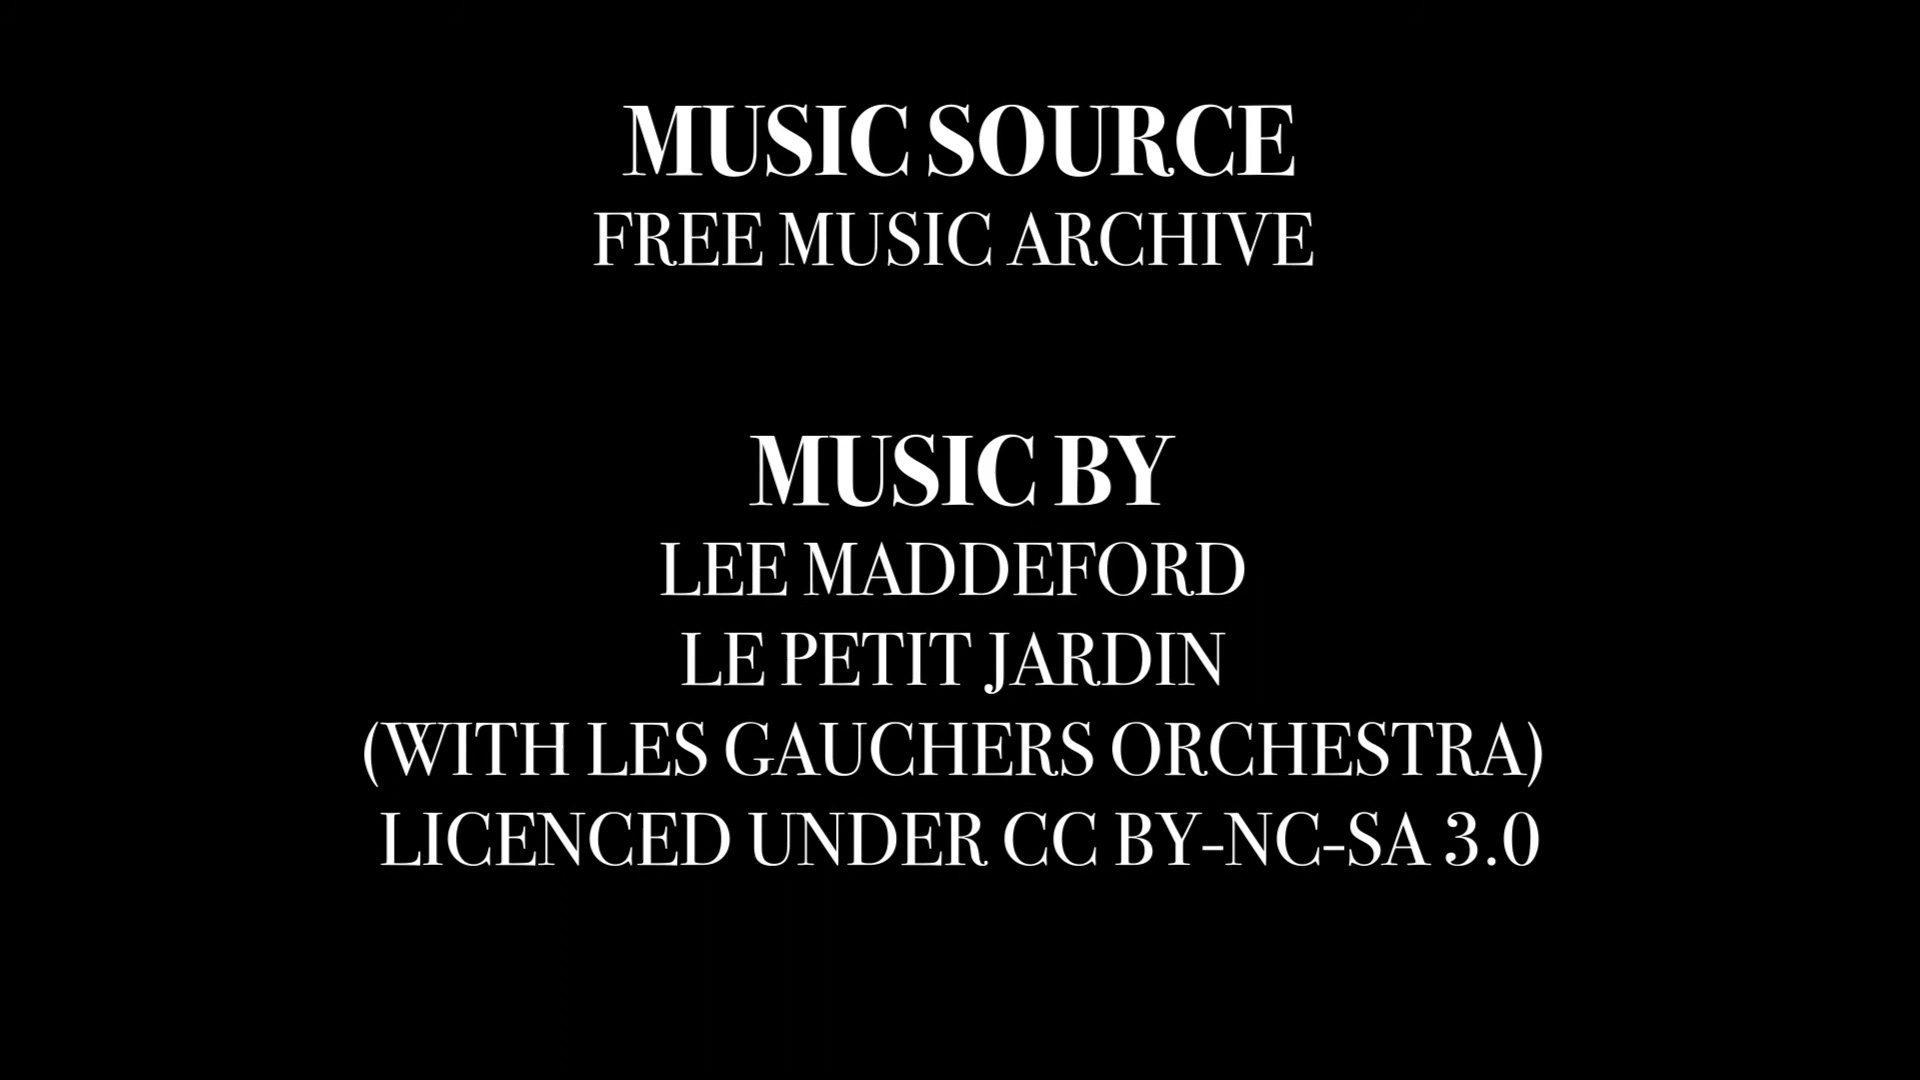 MUSIC SOURCE
FREE MUSIC ARCHIVE
MUSIC BY
LEE MADDEFORD
LE PETIT JARDIN
(WITH LES GAUCHERS ORCHESTRA)
LICENCED UNDER CC BY-NC-SA 3.0